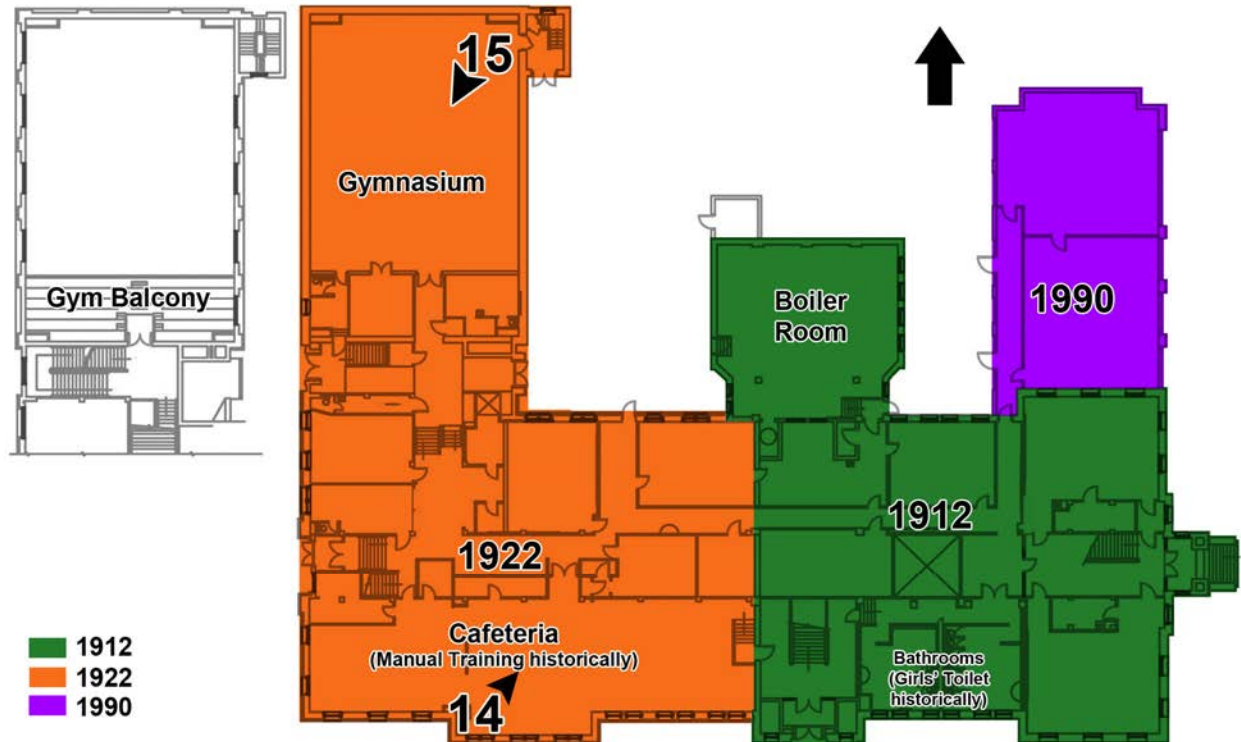 15
Gymnasium
Gym Balcony
Boiler
Room
1990
1912
1922
Cafeteria
(Manual Training historically)
14
Bathrooms
(Girls' Toilet
historically)
1912
1922
1990